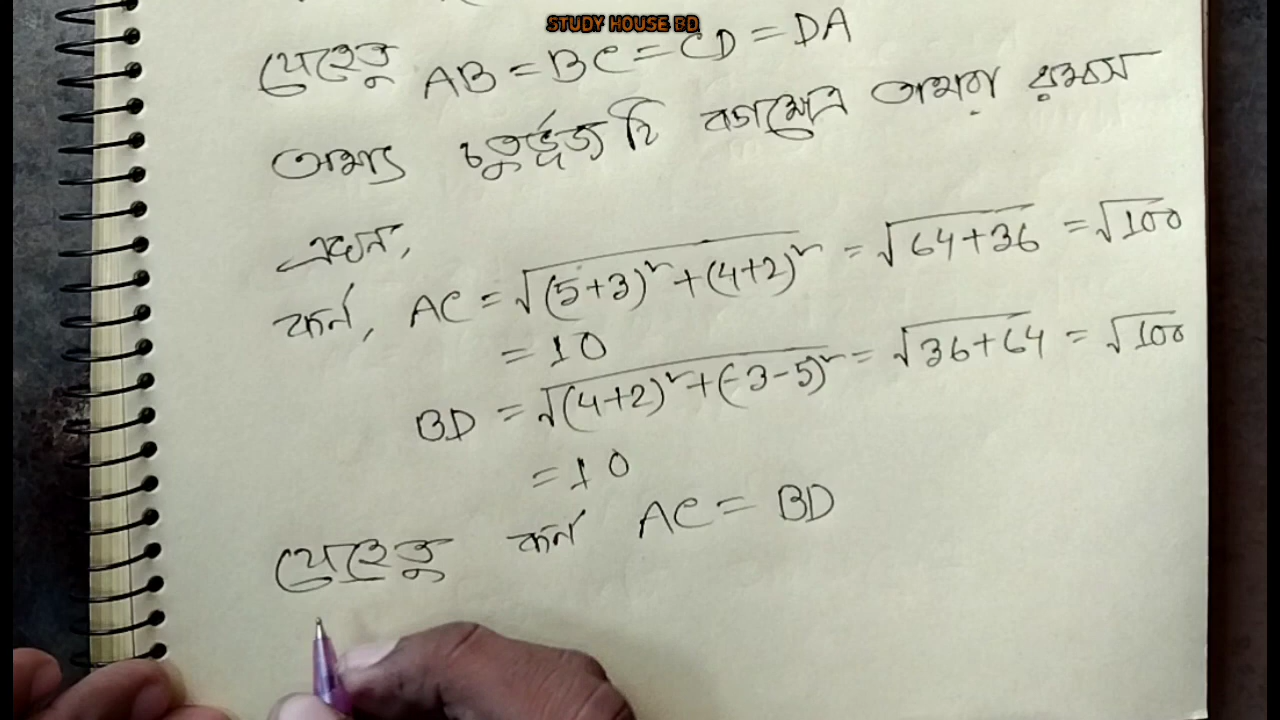 STUDY HOUSE BD
যেহেতু AB = BC = CD = DA
অতএব চতুর্ভুজটি বর্গক্ষেত্র অথবা রম্বস
এখন,
কর্ন, AC = √(5+3)² + (4+2)² = √64+36 = √100
= 10
BD = √(4+2)² + (-3-5)² = √36+64 = √100
= 10
যেহেতু কর্ন AC = BD